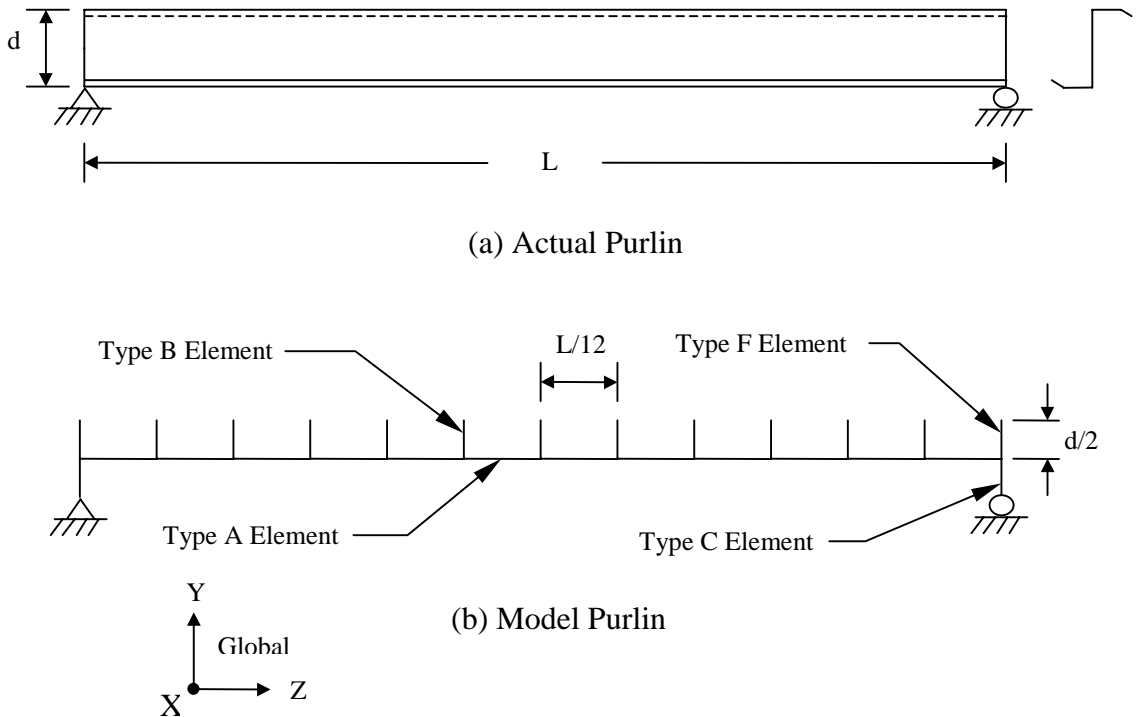 d
L
(a) Actual Purlin
Type B Element
L/12
Type F Element
d/2
Type A Element
Type C Element
Y
Global
X
Z
(b) Model Purlin